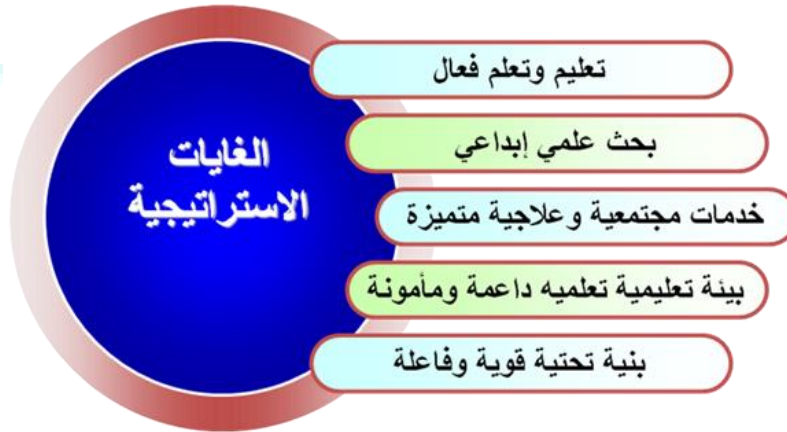 الغايات
الاستراتيجية
تعليم وتعلم فعال
بحث علمي إبداعي
خدمات مجتمعية وعلاجية متميزة
بيئة تعليمية تعلميه داعمة ومأمونة
بنية تحتية قوية وفاعلة